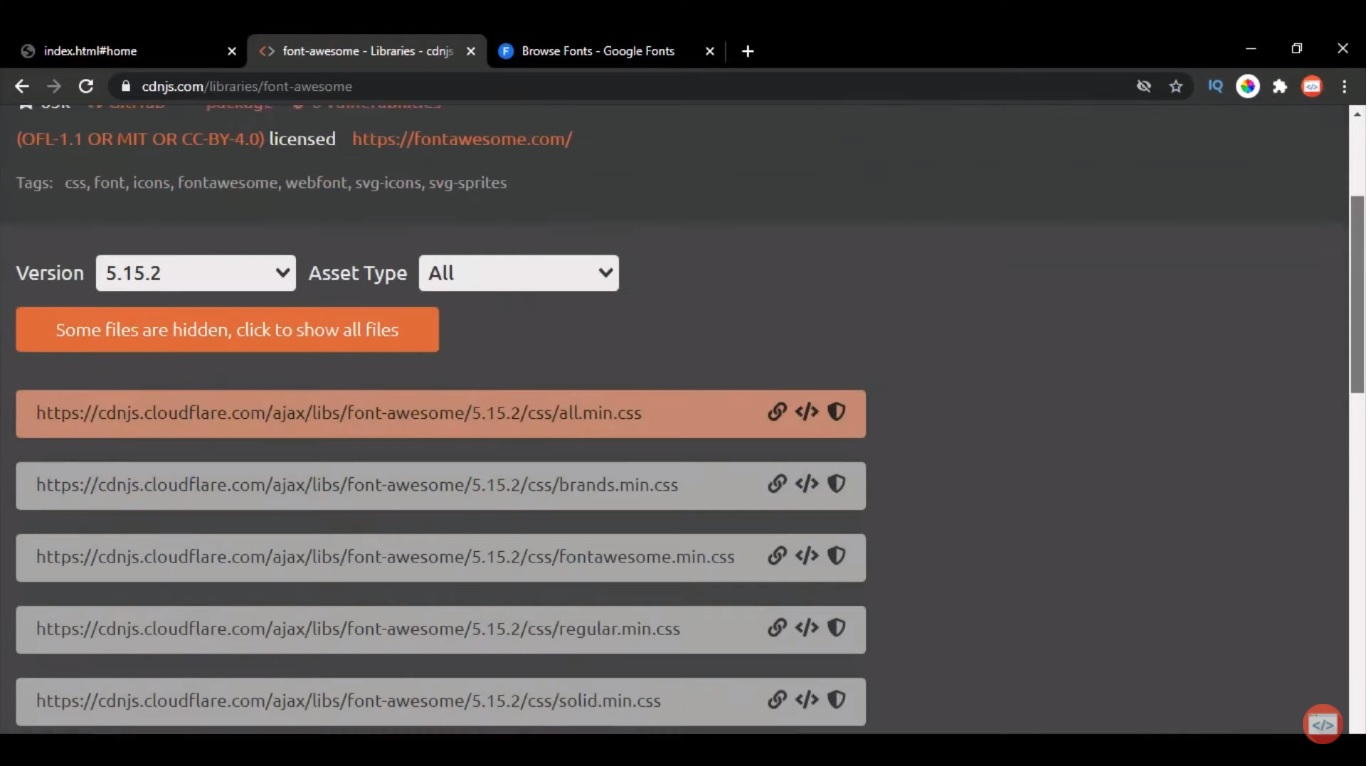 index.html#home
font-awesome - Libraries - cdnjs
Browse Fonts - Google Fonts
cdnjs.com/libraries/font-awesome
IQ
GitHub package vulnerabilities
(OFL-1.1 OR MIT OR CC-BY-4.0) licensed https://fontawesome.com/
Tags: css, font, icons, fontawesome, webfont, svg-icons, svg-sprites
Version 5.15.2 Asset Type All
Some files are hidden, click to show all files
https://cdnjs.cloudflare.com/ajax/libs/font-awesome/5.15.2/css/all.min.css
https://cdnjs.cloudflare.com/ajax/libs/font-awesome/5.15.2/css/brands.min.css
https://cdnjs.cloudflare.com/ajax/libs/font-awesome/5.15.2/css/fontawesome.min.css
https://cdnjs.cloudflare.com/ajax/libs/font-awesome/5.15.2/css/regular.min.css
https://cdnjs.cloudflare.com/ajax/libs/font-awesome/5.15.2/css/solid.min.css